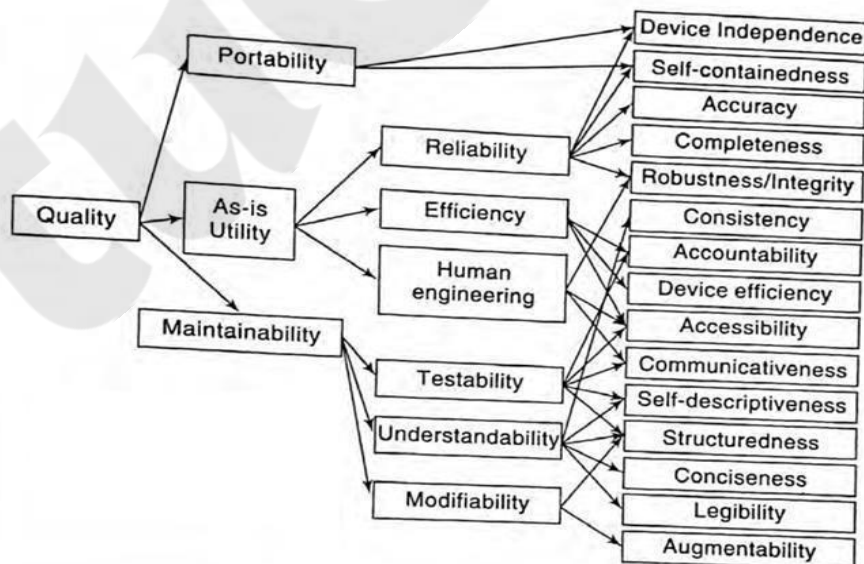 Device Independence
Portability
Self-containedness
Accuracy
Completeness
Reliability
Robustness/Integrity
Quality
As-is
Utility
Efficiency
Consistency
Accountability
Human
engineering
Device efficiency
Accessibility
Maintainability
Communicativeness
Testability
Self-descriptiveness
Understandability
Structuredness
Conciseness
Modifiability
Legibility
Augmentability